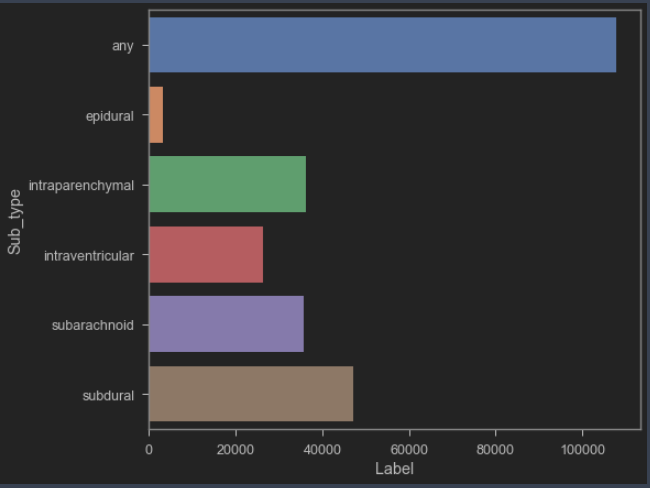 any
epidural
intraparenchymal
intraventricular
subarachnoid
subdural
Sub_type
0 20000 40000 60000 80000 100000
Label